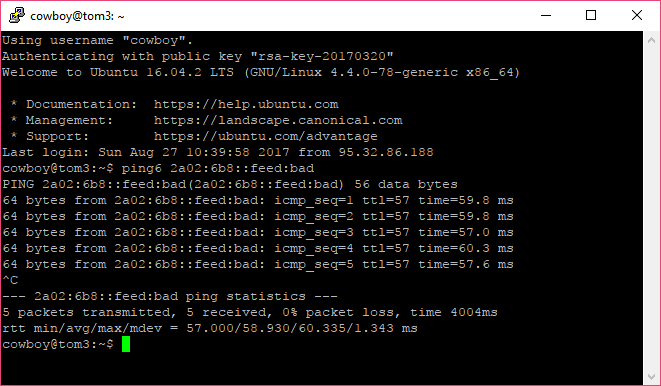 cowboy@tom3: ~
Using username "cowboy".
Authenticating with public key "rsa-key-20170320"
Welcome to Ubuntu 16.04.2 LTS (GNU/Linux 4.4.0-78-generic x86_64)
* Documentation:  https://help.ubuntu.com
* Management:     https://landscape.canonical.com
* Support:        https://ubuntu.com/advantage
Last login: Sun Aug 27 10:39:58 2017 from 95.32.86.188
cowboy@tom3:~$ ping6 2a02:6b8::feed:bad
PING 2a02:6b8::feed:bad(2a02:6b8::feed:bad) 56 data bytes
64 bytes from 2a02:6b8::feed:bad: icmp_seq=1 ttl=57 time=59.8 ms
64 bytes from 2a02:6b8::feed:bad: icmp_seq=2 ttl=57 time=59.8 ms
64 bytes from 2a02:6b8::feed:bad: icmp_seq=3 ttl=57 time=57.0 ms
64 bytes from 2a02:6b8::feed:bad: icmp_seq=4 ttl=57 time=60.3 ms
64 bytes from 2a02:6b8::feed:bad: icmp_seq=5 ttl=57 time=57.6 ms
^C
--- 2a02:6b8::feed:bad ping statistics ---
5 packets transmitted, 5 received, 0% packet loss, time 4004ms
rtt min/avg/max/mdev = 57.000/58.930/60.335/1.343 ms
cowboy@tom3:~$